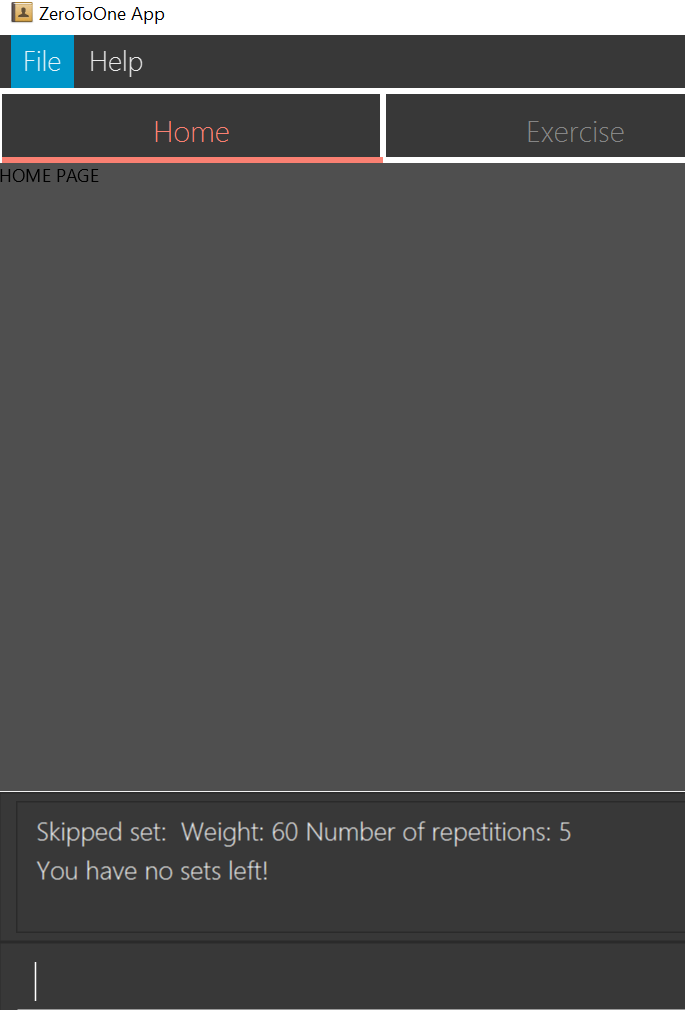 ZeroToOne App
File Help
Home Exercise
HOME PAGE
Skipped set:  Weight: 60 Number of repetitions: 5
You have no sets left!